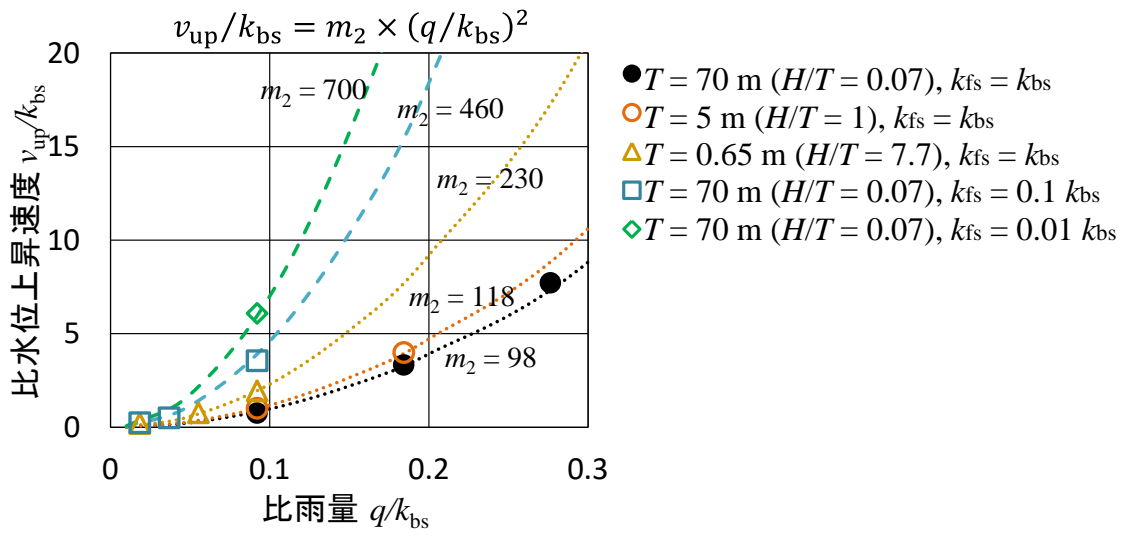 v_up/k_bs = m_2 × (q/k_bs)^2
20
15
10
5
0
0
0.1
0.2
0.3
比水位上昇速度 v_up/k_bs
比雨量 q/k_bs
m_2 = 700
m_2 = 460
m_2 = 230
m_2 = 118
m_2 = 98
T = 70 m (H/T = 0.07), k_fs = k_bs
T = 5 m (H/T = 1), k_fs = k_bs
T = 0.65 m (H/T = 7.7), k_fs = k_bs
T = 70 m (H/T = 0.07), k_fs = 0.1 k_bs
T = 70 m (H/T = 0.07), k_fs = 0.01 k_bs